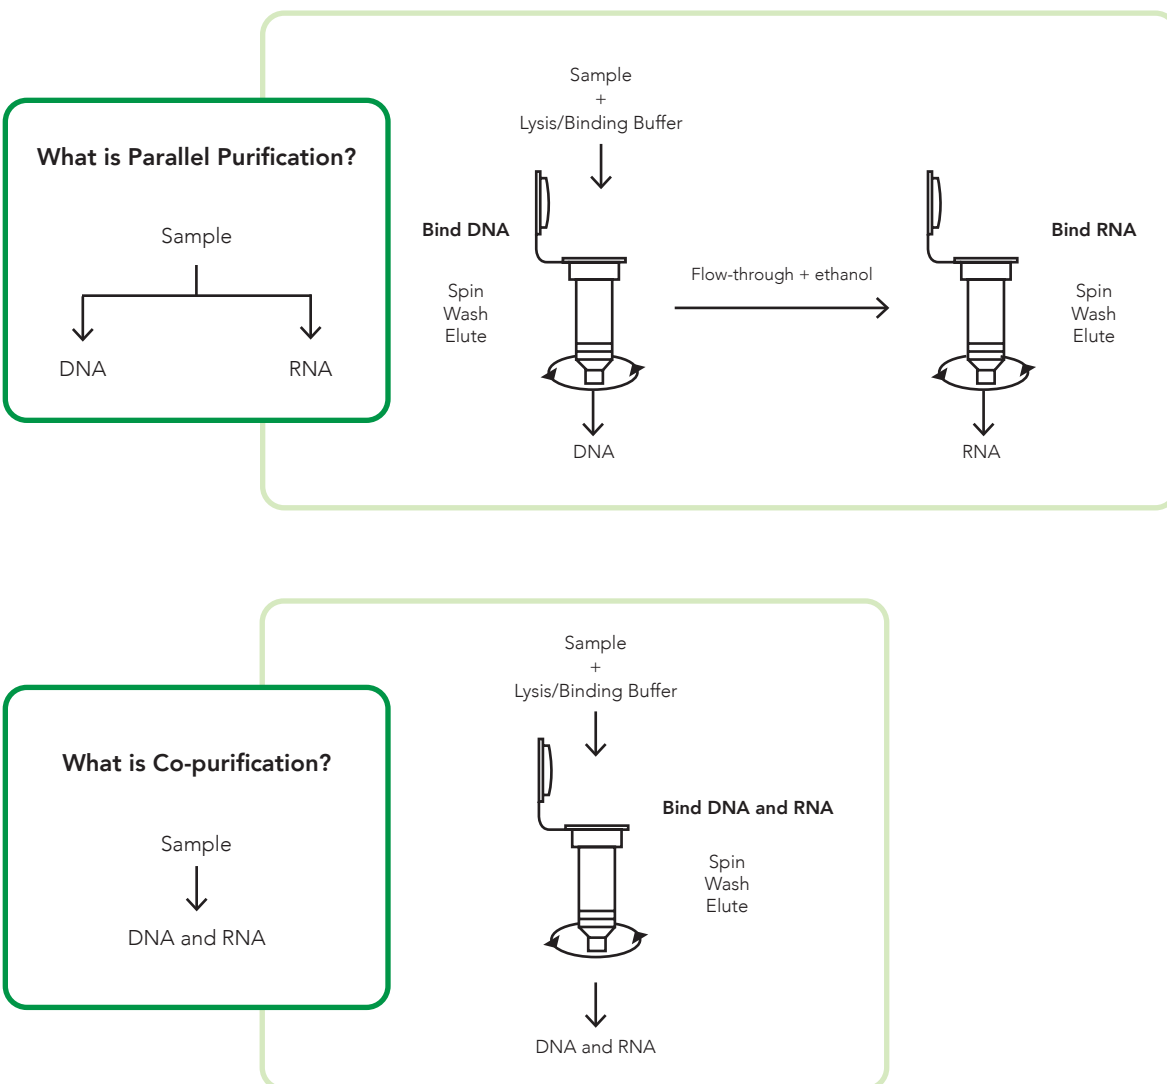 What is Parallel Purification?
Sample
DNA
RNA
Sample
+
Lysis/Binding Buffer
Bind DNA
Spin
Wash
Elute
DNA
Flow-through + ethanol
Bind RNA
Spin
Wash
Elute
RNA
What is Co-purification?
Sample
DNA and RNA
Sample
+
Lysis/Binding Buffer
Bind DNA and RNA
Spin
Wash
Elute
DNA and RNA